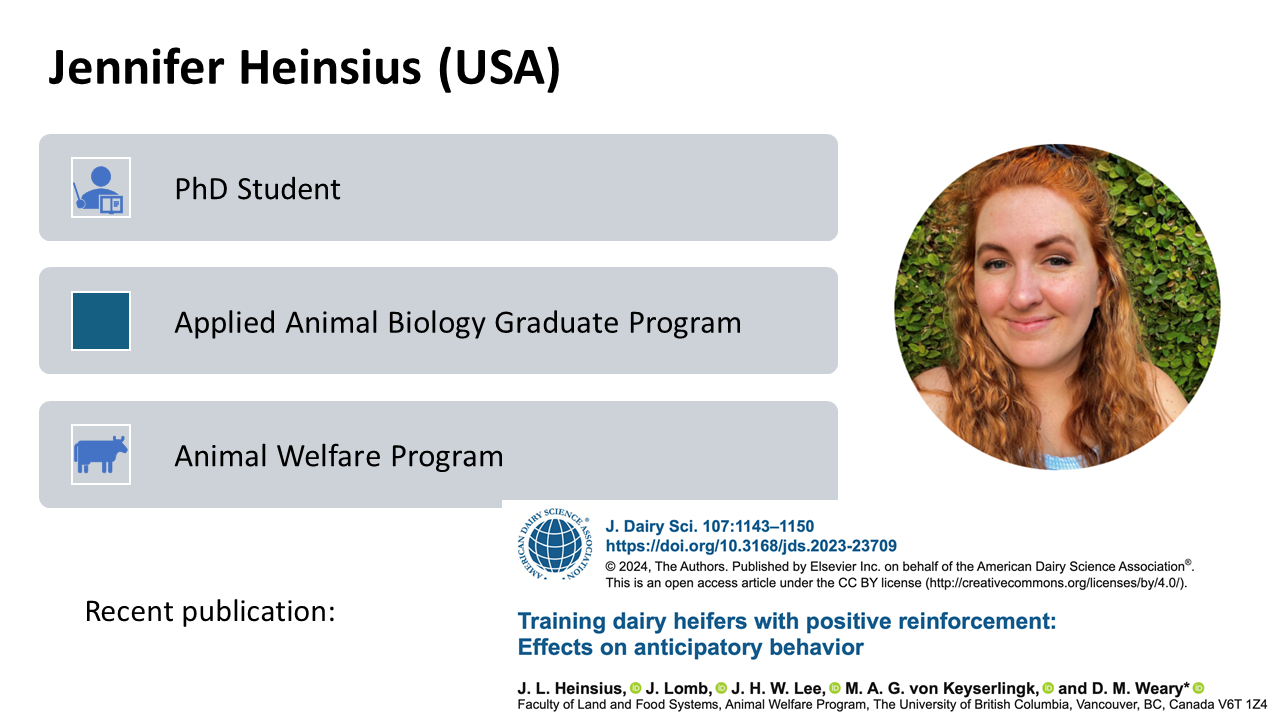 Jennifer Heinsius (USA)
PhD Student
Applied Animal Biology Graduate Program
Animal Welfare Program
Recent publication:
AMERICAN DAIRY SCIENCE ASSOCIATION®
J. Dairy Sci. 107:1143–1150
https://doi.org/10.3168/jds.2023-23709
© 2024, The Authors. Published by Elsevier Inc. on behalf of the American Dairy Science Association®.
This is an open access article under the CC BY license (http://creativecommons.org/licenses/by/4.0/).
Training dairy heifers with positive reinforcement:
Effects on anticipatory behavior
J. L. Heinsius, iD J. Lomb, iD J. H. W. Lee, iD M. A. G. von Keyserlingk, iD and D. M. Weary* iD
Faculty of Land and Food Systems, Animal Welfare Program, The University of British Columbia, Vancouver, BC, Canada V6T 1Z4